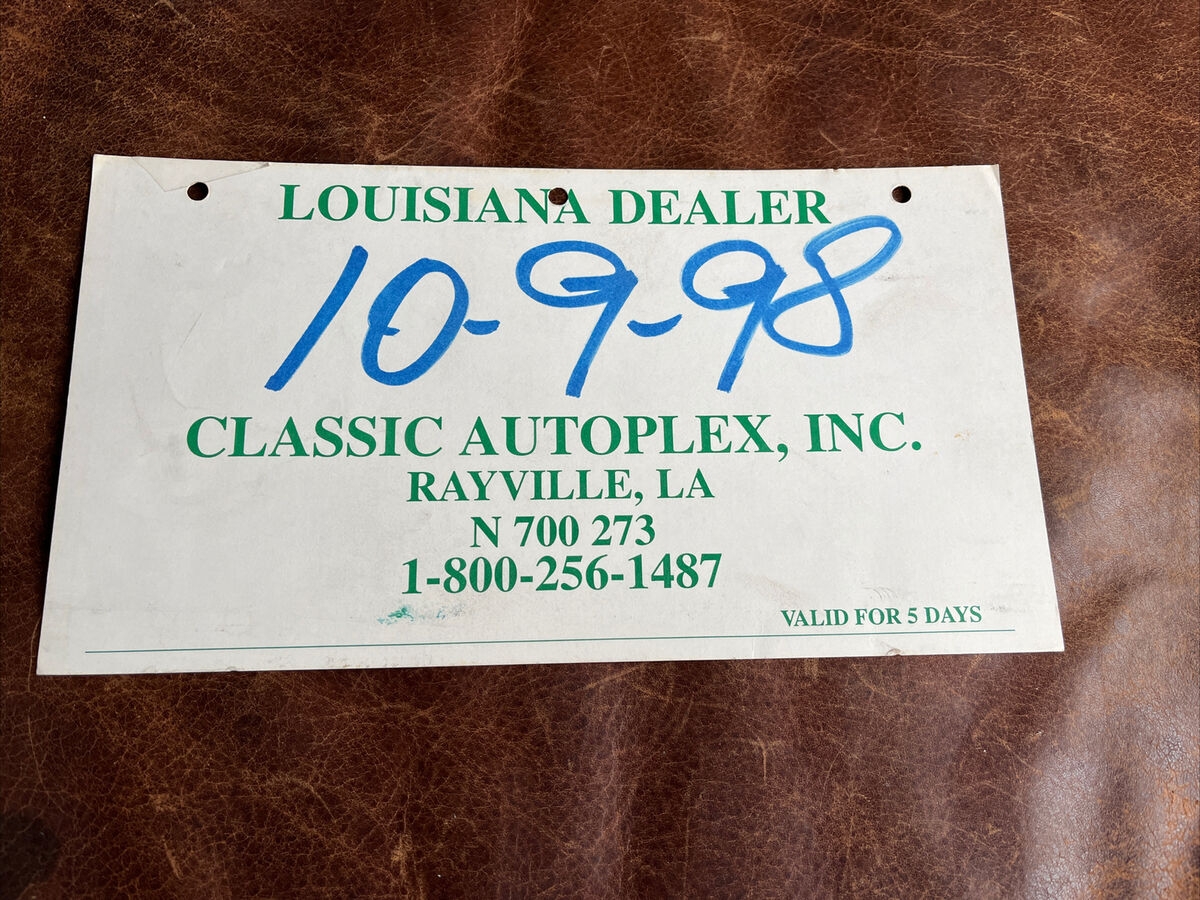 LOUISIANA DEALER
10-9-98
CLASSIC AUTOPLEX, INC.
RAYVILLE, LA
N 700 273
1-800-256-1487
VALID FOR 5 DAYS